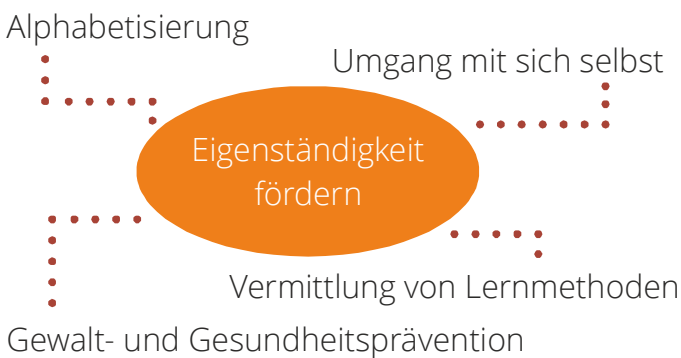 Alphabetisierung
Umgang mit sich selbst
Eigenständigkeit
fördern
Vermittlung von Lernmethoden
Gewalt- und Gesundheitsprävention